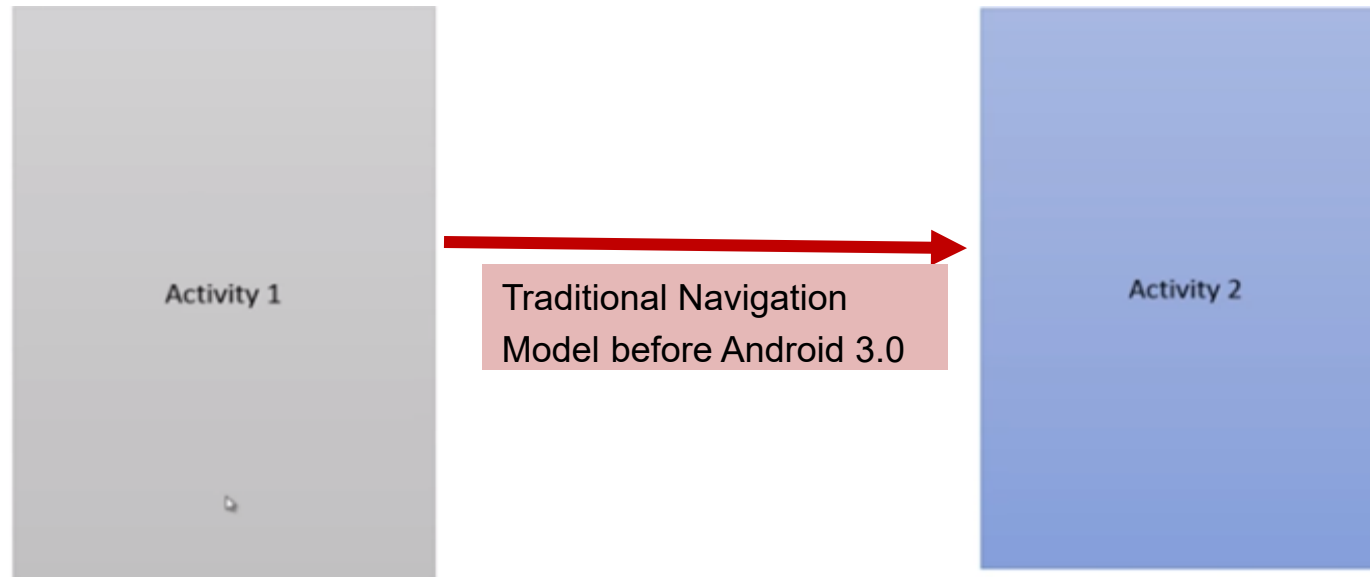 Activity 1
Traditional Navigation
Model before Android 3.0
Activity 2